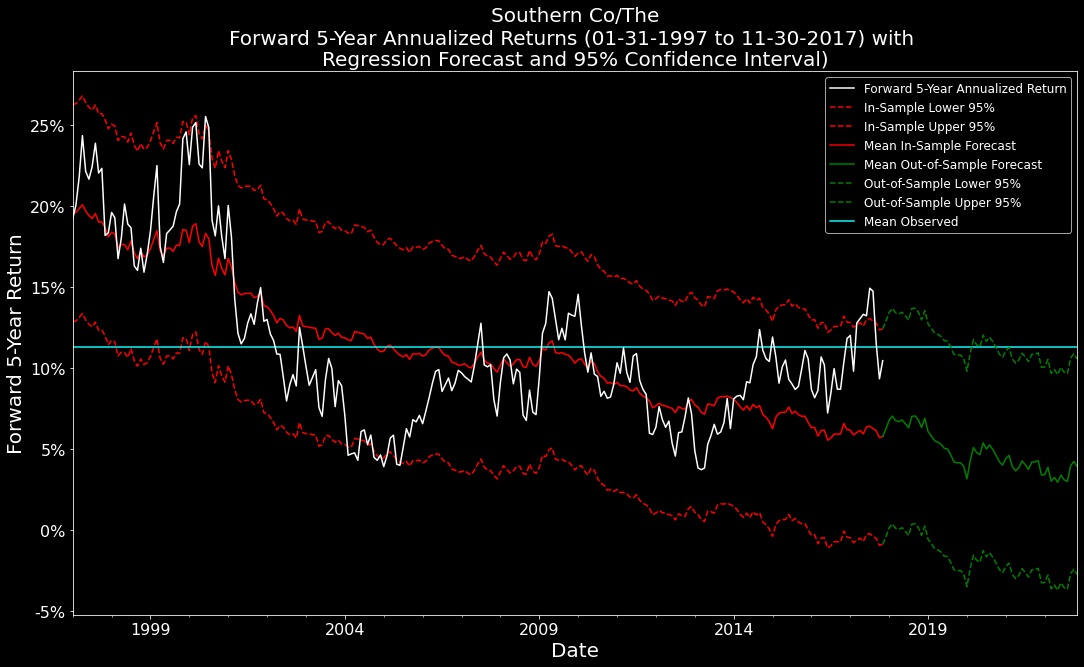 Southern Co/The
Forward 5-Year Annualized Returns (01-31-1997 to 11-30-2017) with
Regression Forecast and 95% Confidence Interval)
Forward 5-Year Annualized Return
In-Sample Lower 95%
In-Sample Upper 95%
Mean In-Sample Forecast
Mean Out-of-Sample Forecast
Out-of-Sample Lower 95%
Out-of-Sample Upper 95%
Mean Observed
Forward 5-Year Return
25%
20%
15%
10%
5%
0%
-5%
1999 2004 2009 2014 2019
Date